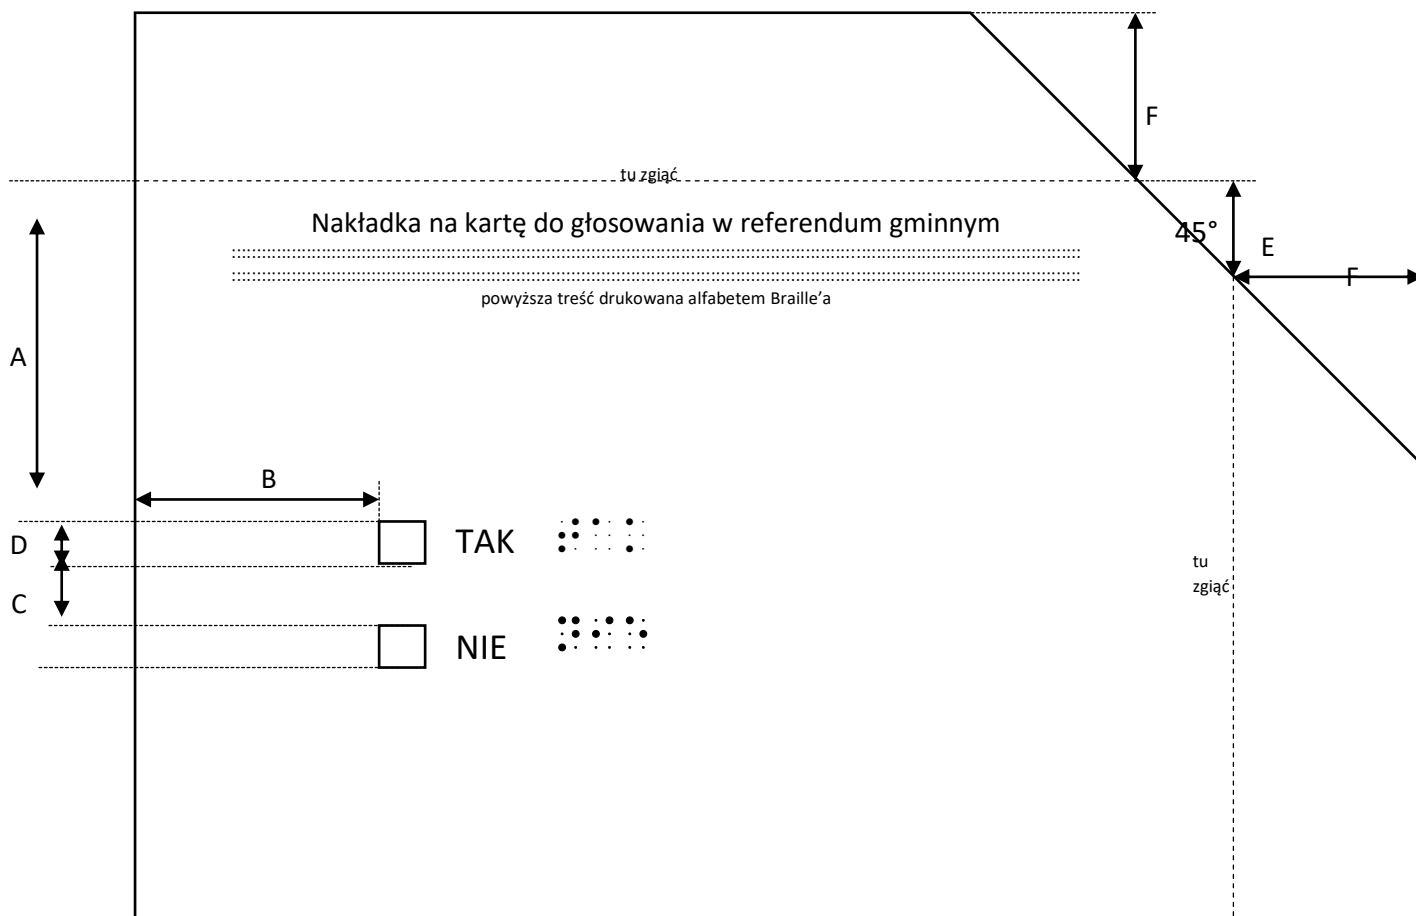 F
tu zgiąć
Nakładka na kartę do głosowania w referendum gminnym
45°
E
F
powyższa treść drukowana alfabetem Braille’a
A
B
D
TAK ⠞⠁⠅
tu
zgiąć
C
NIE ⠝⠊⠑